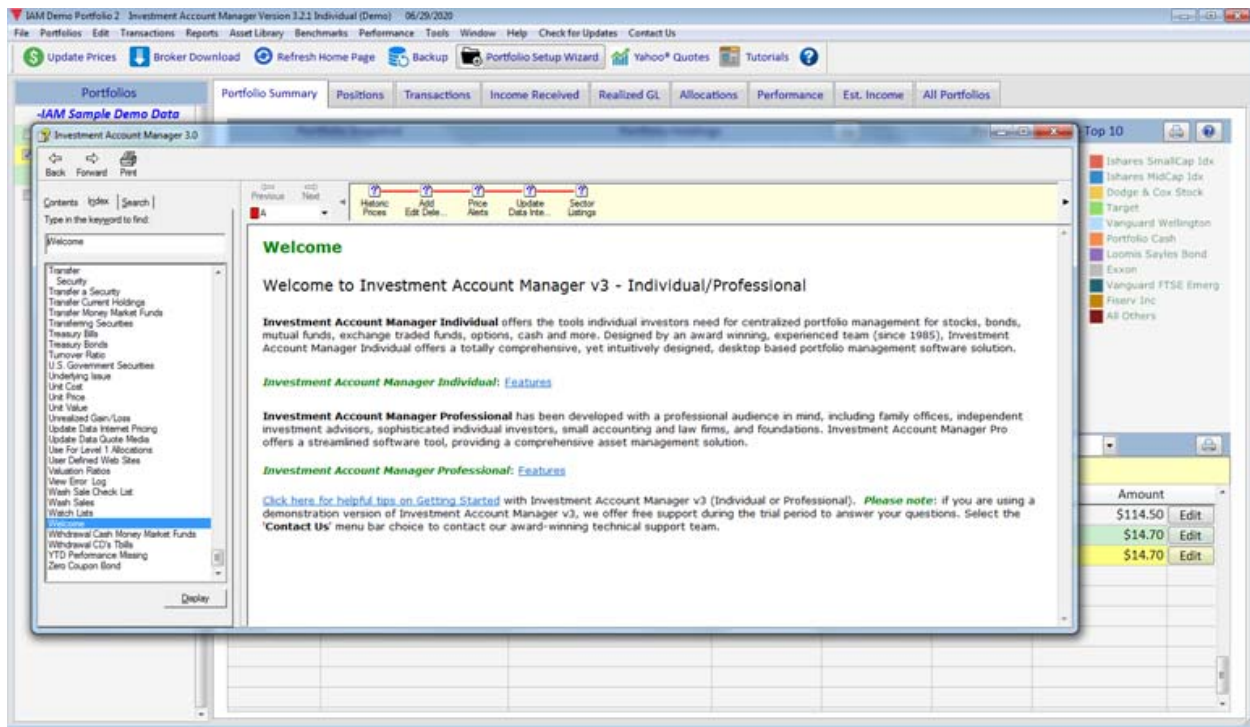 IAM Demo Portfolio 2 Investment Account Manager Version 3.2.1 Individual (Demo) 06/29/2020
File Portfolios Edit Transactions Reports Asset Library Benchmarks Performance Tools Window Help Check for Updates Contact Us
Update Prices Broker Download Refresh Home Page Backup Portfolio Setup Wizard Yahoo® Quotes Tutorials
Portfolios
Portfolio Summary Positions Transactions Income Received Realized GL Allocations Performance Est. Income All Portfolios
-IAM Sample Demo Data
Investment Account Manager 3.0
Back Forward Print
Contents Index Search
Type in the keyword to find:
Welcome
Transfer
Security
Transfer a Security
Transfer Current Holdings
Transfer Money Market Funds
Transferring Securities
Treasury Bills
Treasury Bonds
Turnover Ratio
U.S. Government Securities
Underlying Issue
Unit Cost
Unit Price
Unit Value
Unrealized Gain/Loss
Update Data Internet Pricing
Update Data Quote Media
Use For Level 1 Allocations
User Defined Web Sites
Valuation Ratios
View Error Log
Wash Sale Check List
Wash Sales
Watch Lists
Welcome
Withdrawal Cash Money Market Funds
Withdrawal CD's Tbills
YTD Performance Missing
Zero Coupon Bond
Display
Previous Next
A
Historic Prices
Add Edit Dele...
Price Alerts
Update Data Inte...
Sector Listings
Welcome
Welcome to Investment Account Manager v3 - Individual/Professional
Investment Account Manager Individual offers the tools individual investors need for centralized portfolio management for stocks, bonds,
mutual funds, exchange traded funds, options, cash and more. Designed by an award winning, experienced team (since 1985), Investment
Account Manager Individual offers a totally comprehensive, yet intuitively designed, desktop based portfolio management software solution.
Investment Account Manager Individual: Features
Investment Account Manager Professional has been developed with a professional audience in mind, including family offices, independent
investment advisors, sophisticated individual investors, small accounting and law firms, and foundations. Investment Account Manager Pro
offers a streamlined software tool, providing a comprehensive asset management solution.
Investment Account Manager Professional: Features
Click here for helpful tips on Getting Started with Investment Account Manager v3 (Individual or Professional). Please note: if you are using a
demonstration version of Investment Account Manager v3, we offer free support during the trial period to answer your questions. Select the
'Contact Us' menu bar choice to contact our award-winning technical support team.
Top 10
Ishares SmallCap Idx
Ishares MidCap Idx
Dodge & Cox Stock
Target
Vanguard Wellington
Portfolio Cash
Loomis Sayles Bond
Exxon
Vanguard FTSE Emerg
Fiserv Inc
All Others
Amount
$114.50 Edit
$14.70 Edit
$14.70 Edit